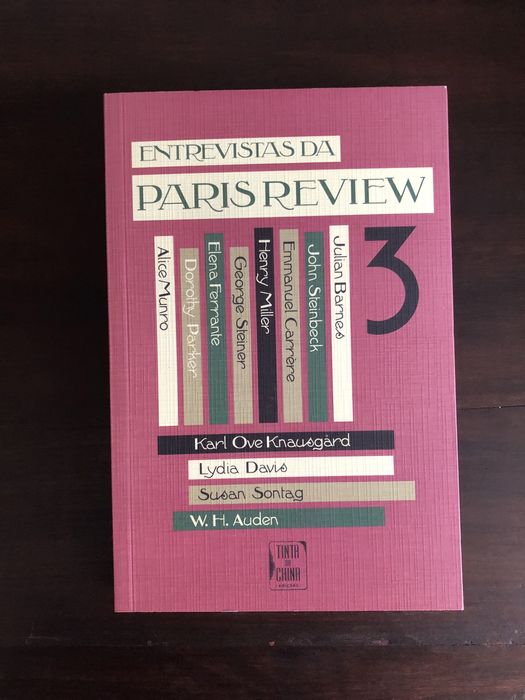 ENTREVISTAS DA
PARIS REVIEW
3
Alice Munro
Dorothy Parker
Elena Ferrante
George Steiner
Henry Miller
Emmanuel Carrère
John Steinbeck
Julian Barnes
Karl Ove Knausgård
Lydia Davis
Susan Sontag
W. H. Auden
TINTA
DA
CHINA